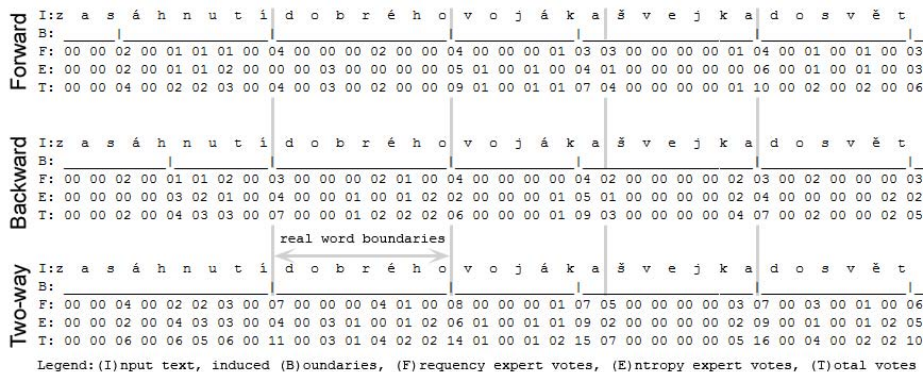 Forward
I:z a s á h n u t í d o b r é h o v o j á k a š v e j k a d o s v ě t
B:
F: 00 00 02 00 01 01 01 00 04 00 00 00 02 00 00 04 00 00 00 01 03 03 00 00 00 00 01 04 00 01 00 01 00 03
E: 00 00 02 00 01 01 02 00 00 00 03 00 00 00 00 05 01 00 01 00 04 01 00 00 00 00 00 06 00 01 00 01 00 03
T: 00 00 04 00 02 02 03 00 04 00 03 00 02 00 00 09 01 00 01 01 07 04 00 00 00 00 01 10 00 02 00 02 00 06
Backward
I:z a s á h n u t í d o b r é h o v o j á k a š v e j k a d o s v ě t
B:
F: 00 00 02 00 01 01 02 00 03 00 00 00 02 01 00 04 00 00 00 00 04 02 00 00 00 00 02 03 00 02 00 00 00 03
E: 00 00 00 00 03 02 01 00 04 00 00 01 00 01 02 02 00 00 00 01 05 01 00 00 00 00 02 04 00 00 00 00 02 02
T: 00 00 02 00 04 03 03 00 07 00 00 01 02 02 02 06 00 00 00 01 09 03 00 00 00 00 04 07 00 02 00 00 02 05
real word boundaries
Two-way
I:z a s á h n u t í d o b r é h o v o j á k a š v e j k a d o s v ě t
B:
F: 00 00 04 00 02 02 03 00 07 00 00 00 04 01 00 08 00 00 00 01 07 05 00 00 00 00 03 07 00 03 00 01 00 06
E: 00 00 02 00 04 03 03 00 04 00 03 01 00 01 02 06 01 00 01 01 09 02 00 00 00 00 02 09 00 01 00 01 02 05
T: 00 00 06 00 06 05 06 00 11 00 03 01 04 02 02 14 01 00 01 02 15 07 00 00 00 00 05 16 00 04 00 02 02 10
Legend:(I)nput text, induced (B)oundaries, (F)requency expert votes, (E)ntropy expert votes, (T)otal votes